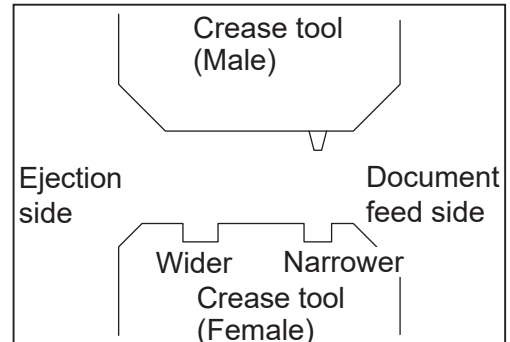 Crease tool
(Male)
Ejection
side
Document
feed side
Wider
Narrower
Crease tool
(Female)